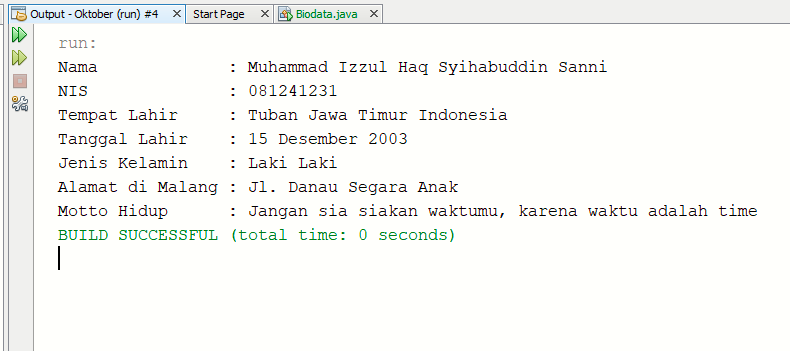 Output - Oktober (run) #4 Start Page Biodata.java
run:
Nama : Muhammad Izzul Haq Syihabuddin Sanni
NIS : 081241231
Tempat Lahir : Tuban Jawa Timur Indonesia
Tanggal Lahir : 15 Desember 2003
Jenis Kelamin : Laki Laki
Alamat di Malang : Jl. Danau Segara Anak
Motto Hidup : Jangan sia siakan waktumu, karena waktu adalah time
BUILD SUCCESSFUL (total time: 0 seconds)